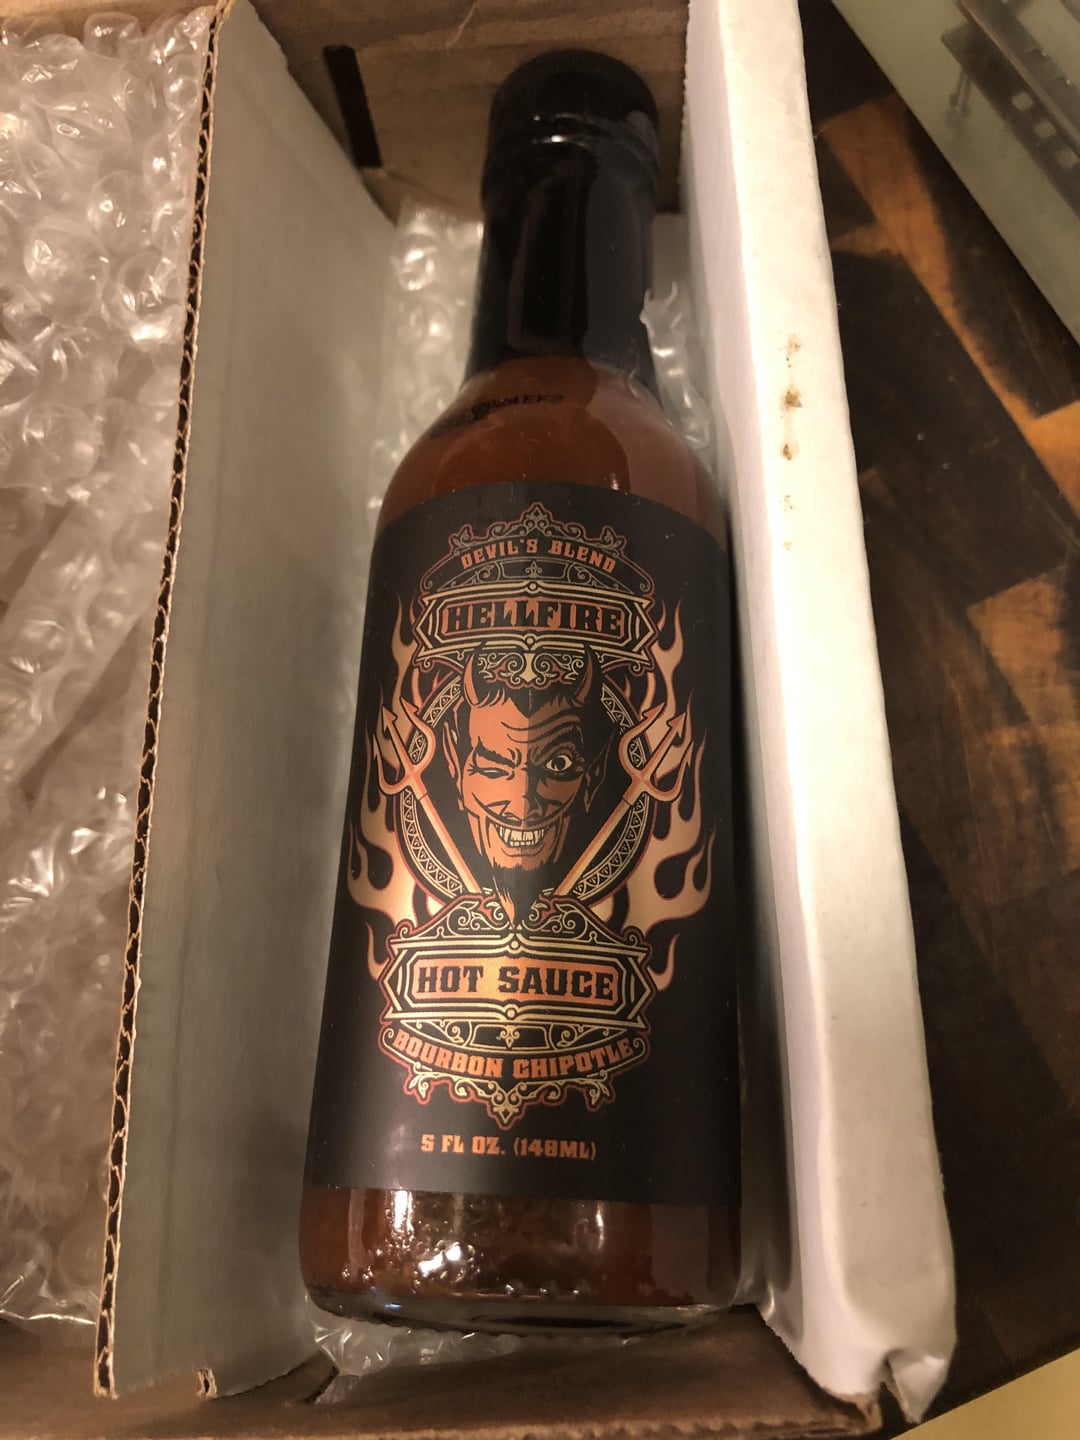 DEVIL'S BLEND
HELLFIRE
HOT SAUCE
BOURBON CHIPOTLE
5 FL OZ. (148ML)